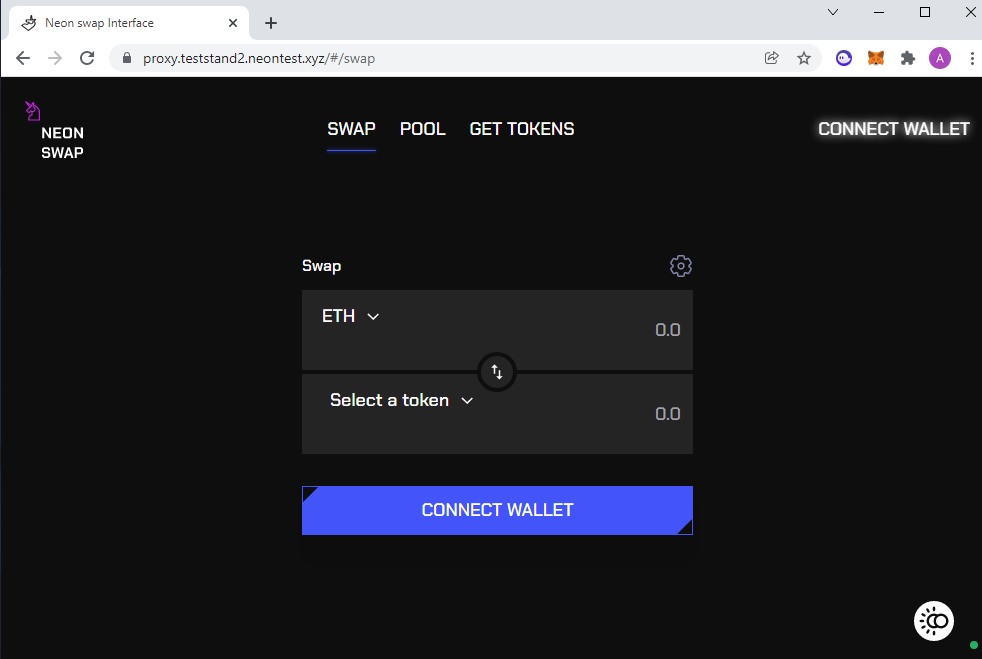 Neon swap Interface
proxy.teststand2.neontest.xyz/#/swap
A
NEON
SWAP
SWAP POOL GET TOKENS
CONNECT WALLET
Swap
ETH
0.0
Select a token
0.0
CONNECT WALLET